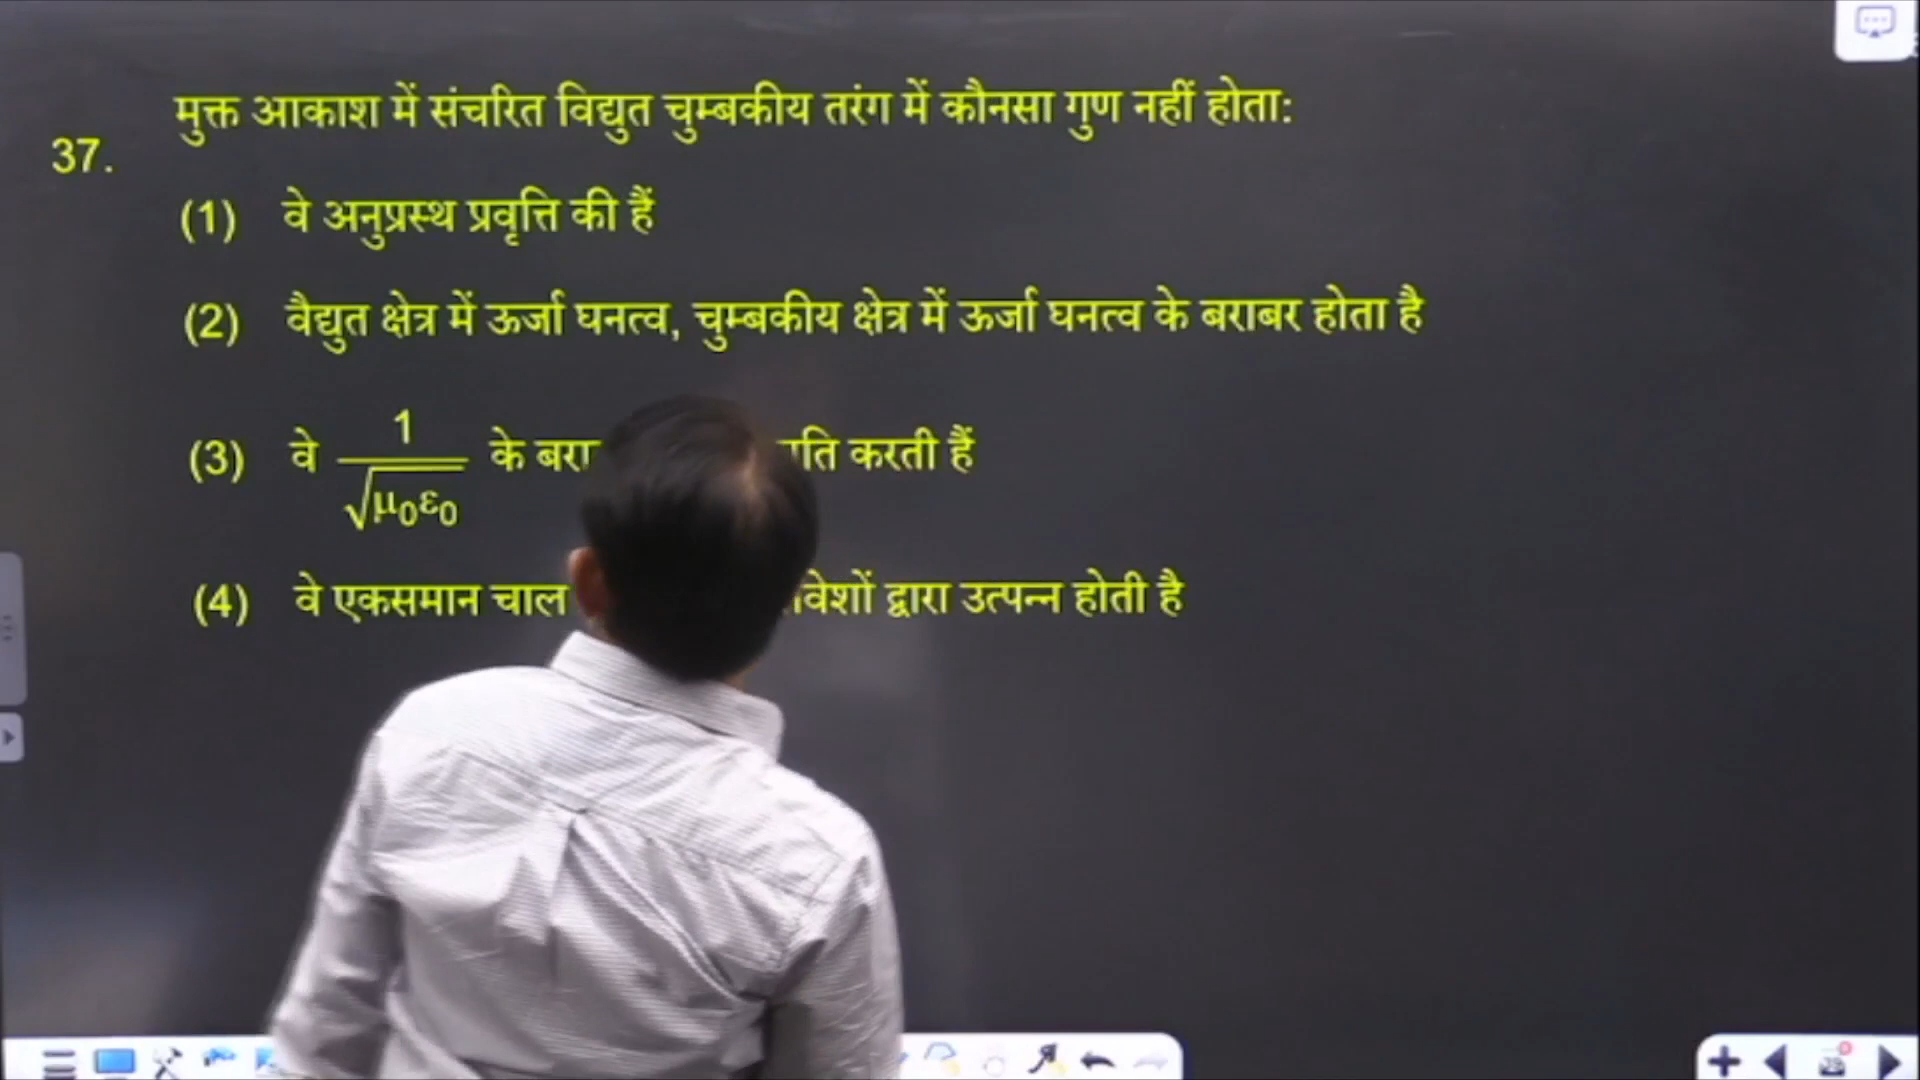 मुक्त आकाश में संचरित विद्युत चुम्बकीय तरंग में कौनसा गुण नहीं होता:
37.
(1) वे अनुप्रस्थ प्रवृत्ति की हैं
(2) वैद्युत क्षेत्र में ऊर्जा घनत्व, चुम्बकीय क्षेत्र में ऊर्जा घनत्व के बराबर होता है
(3) वे 1/√μ₀ε₀ के करती हैं
(4) वे एकसमान चाल द्वारा उत्पन्न होती है